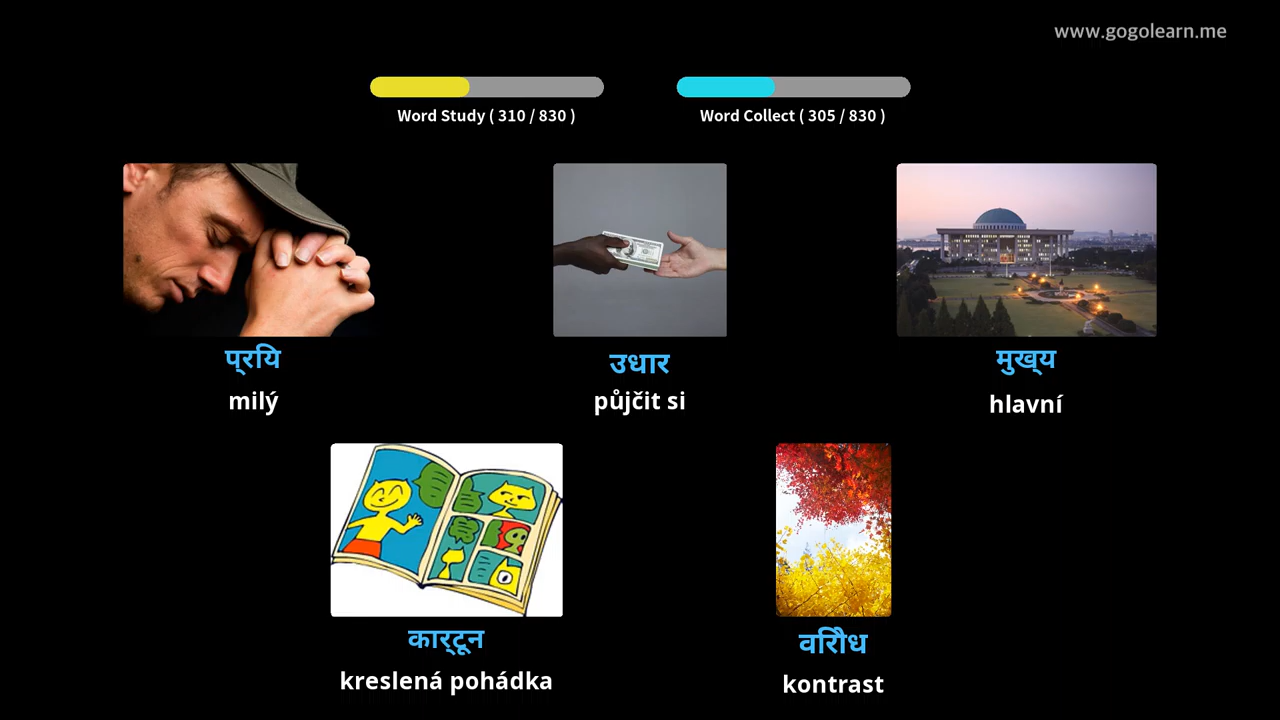 www.gogolearn.me
Word Study ( 310 / 830 )
Word Collect ( 305 / 830 )
प्रिय
उधार
मुख्य
milý
půjčit si
hlavní
कार्टून
विरोध
kreslená pohádka
kontrast